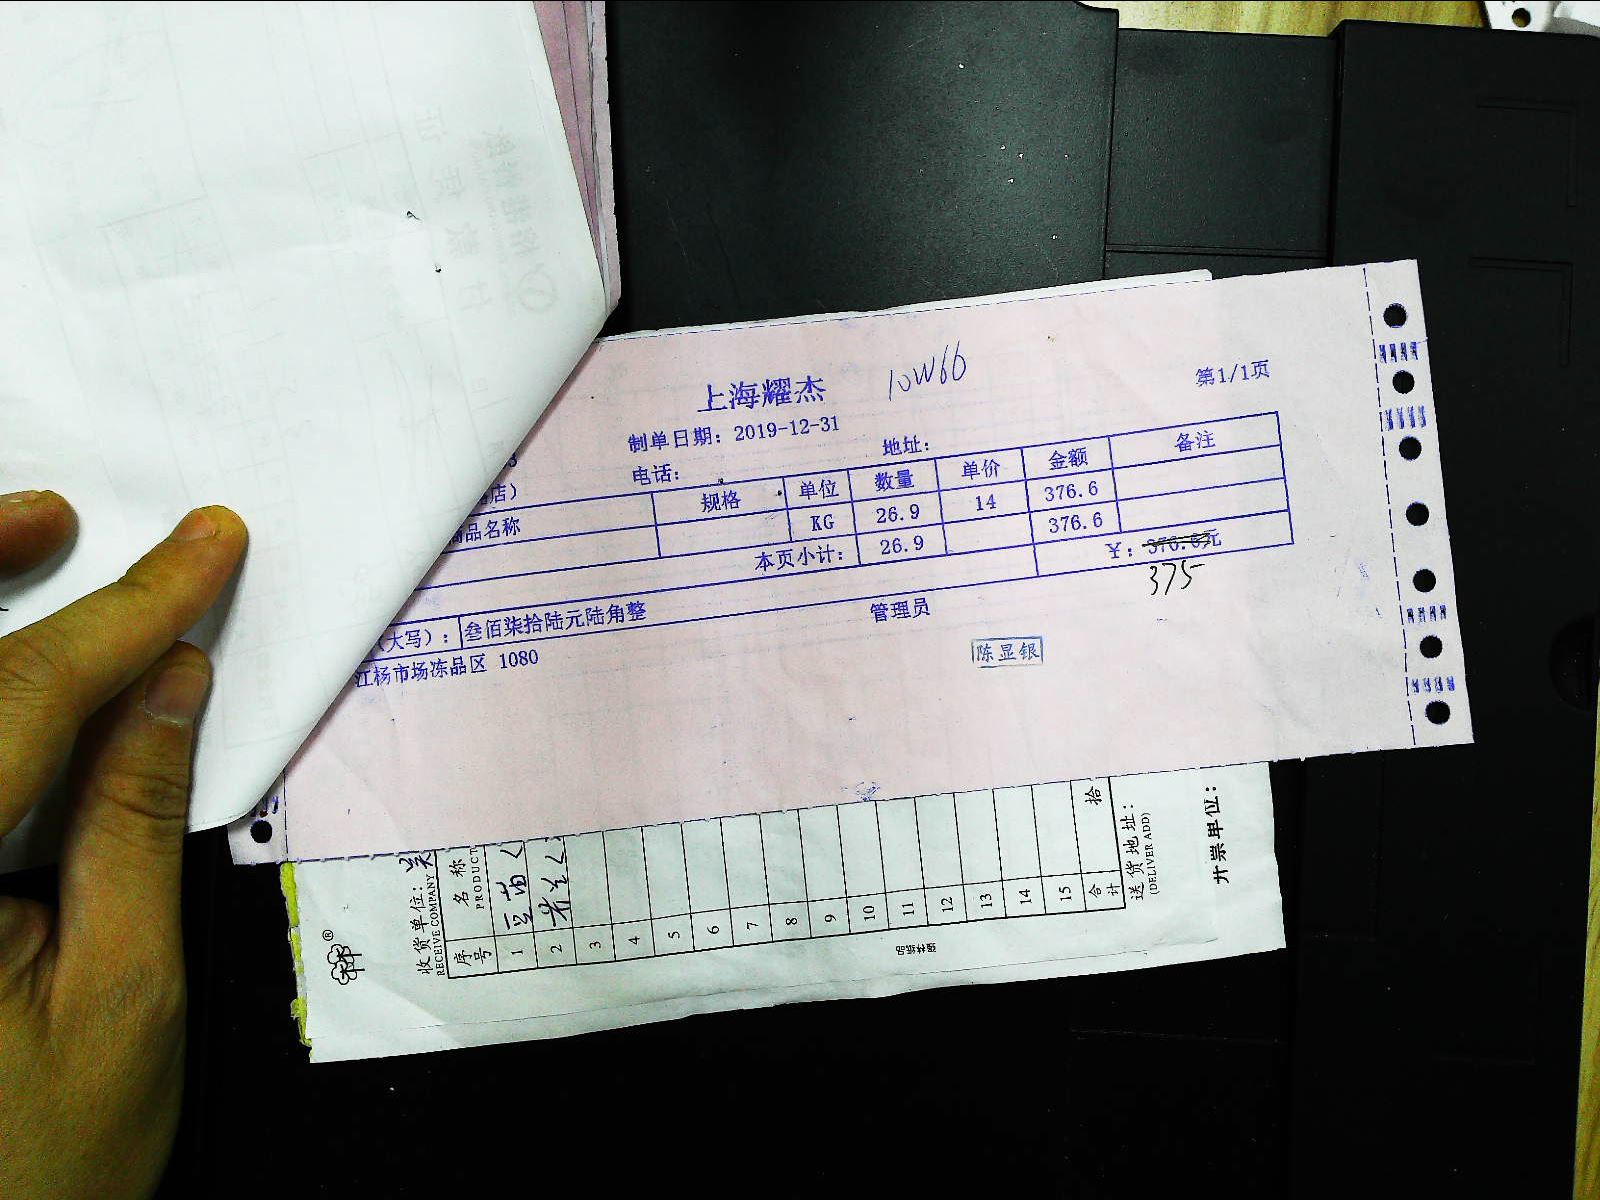 上海耀杰
10W60
第1/1页
制单日期: 2019-12-31
店)
电话:
地址:
商品名称 规格 单位 数量 单价 金额 备注
KG 26.9 14 376.6
本页小计: 26.9 376.6
(大写): 叁佰柒拾陆元陆角整 ¥: 376.6元
375
江杨市场冻品区 1080
管理员
陈显银
收货单位:
RECEIVE COMPANY
序号 名称
PRODUCT
1
2
3
4
5
6
7
8
9
10
11
12
13
14
15
合计 拾
送货地址:
(DELIVER ADD)
开票单位: